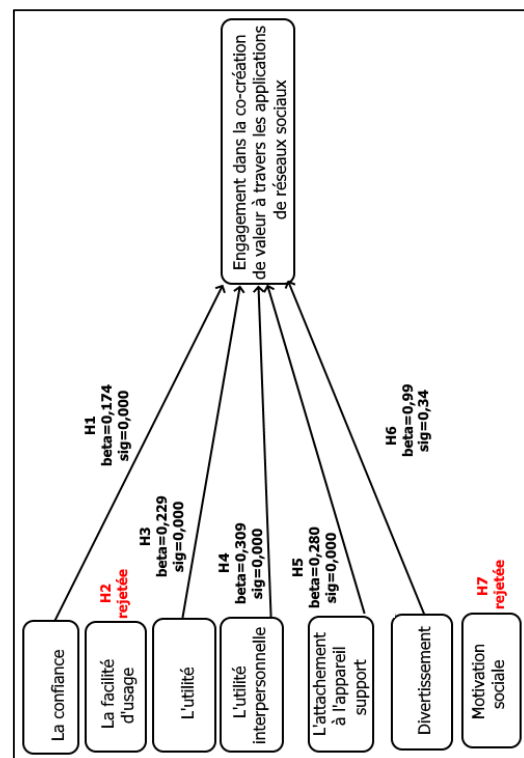 La confiance
La facilité
d'usage
L'utilité
L'utilité
interpersonnelle
L'attachement
à l'appareil
support
Divertissement
Motivation
sociale
H1
beta=0,174
sig=0,000
H2
rejetée
H3
beta=0,229
sig=0,000
H4
beta=0,309
sig=0,000
H5
beta=0,280
sig=0,000
H6
beta=0,99
sig=0,34
H7
rejetée
Engagement dans la co-création
de valeur à travers les applications
de réseaux sociaux